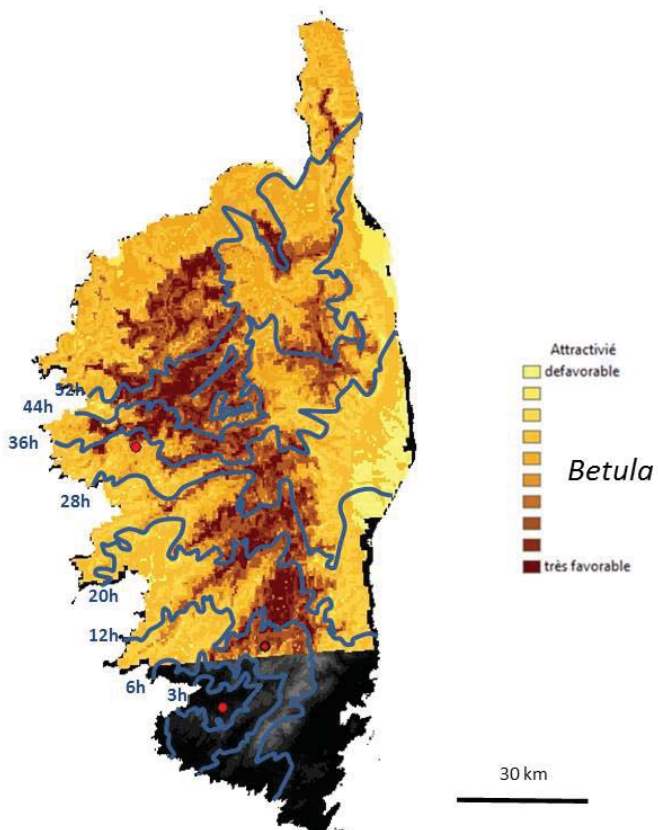 52h
44h
36h
28h
20h
12h
6h
3h
Attractivié
defavorable
Betula
très favorable
30 km